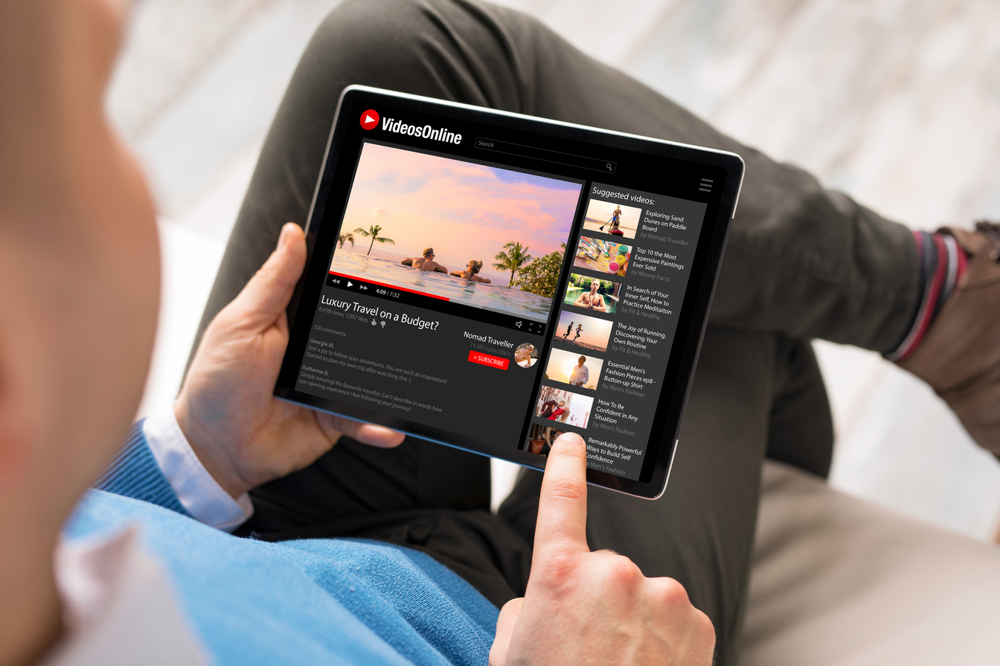 VideosOnline
Search
4:09 / 7:32
Luxury Travel on a Budget?
8,438 views, 1,057 likes
Nomad Traveller
14,480 subscribers
+ SUBSCRIBE
320 comments:
Georgia M.
Just a joy to follow your adventures. You are such an inspiration!
Started to plan my own trip after watching this :)
Katherine B.
Simply amazing! My favourite traveller. Can't describe in words how
eye-opening experience I feel following your journey!
Suggested videos:
Exploring Sand
Dunes on Paddle
Board
by Nomad Traveller
Top 10 the Most
Expensive Paintings
Ever Sold
by Money Facts
In Search of Your
Inner Self, How to
Practice Meditaiton
by Fit & Healthy
The Joy of Running.
Discovering Your
Own Routine
by Fit & Healthy
Essential Men's
Fashion Pieces ep8 -
Button-up Shirt
by Men's Fashion
How To Be
Confident in Any
Situation
by Men's Fashion
Remarkably Powerful
Ways to Build Self
Confidence
by Men's Fashion